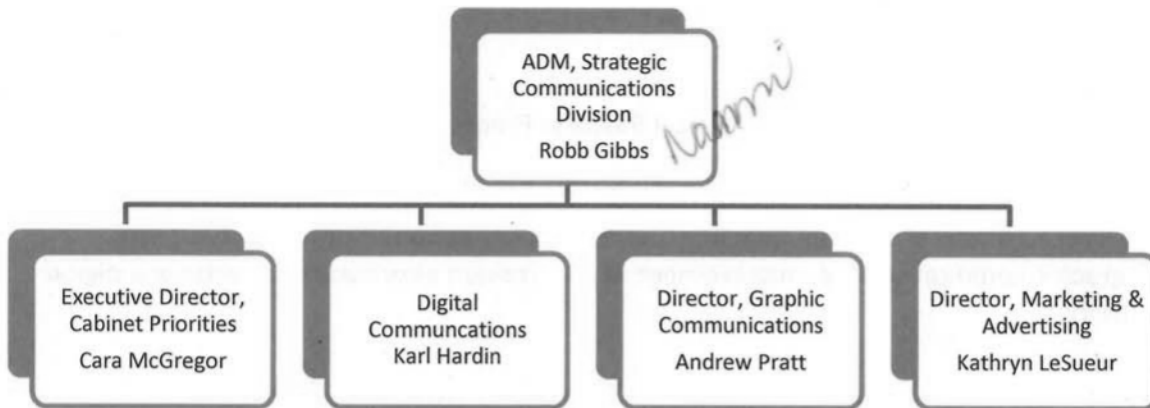 ADM, Strategic
Communications
Division
Robb Gibbs
Executive Director,
Cabinet Priorities
Cara McGregor
Digital
Communcations
Karl Hardin
Director, Graphic
Communications
Andrew Pratt
Director, Marketing &
Advertising
Kathryn LeSueur